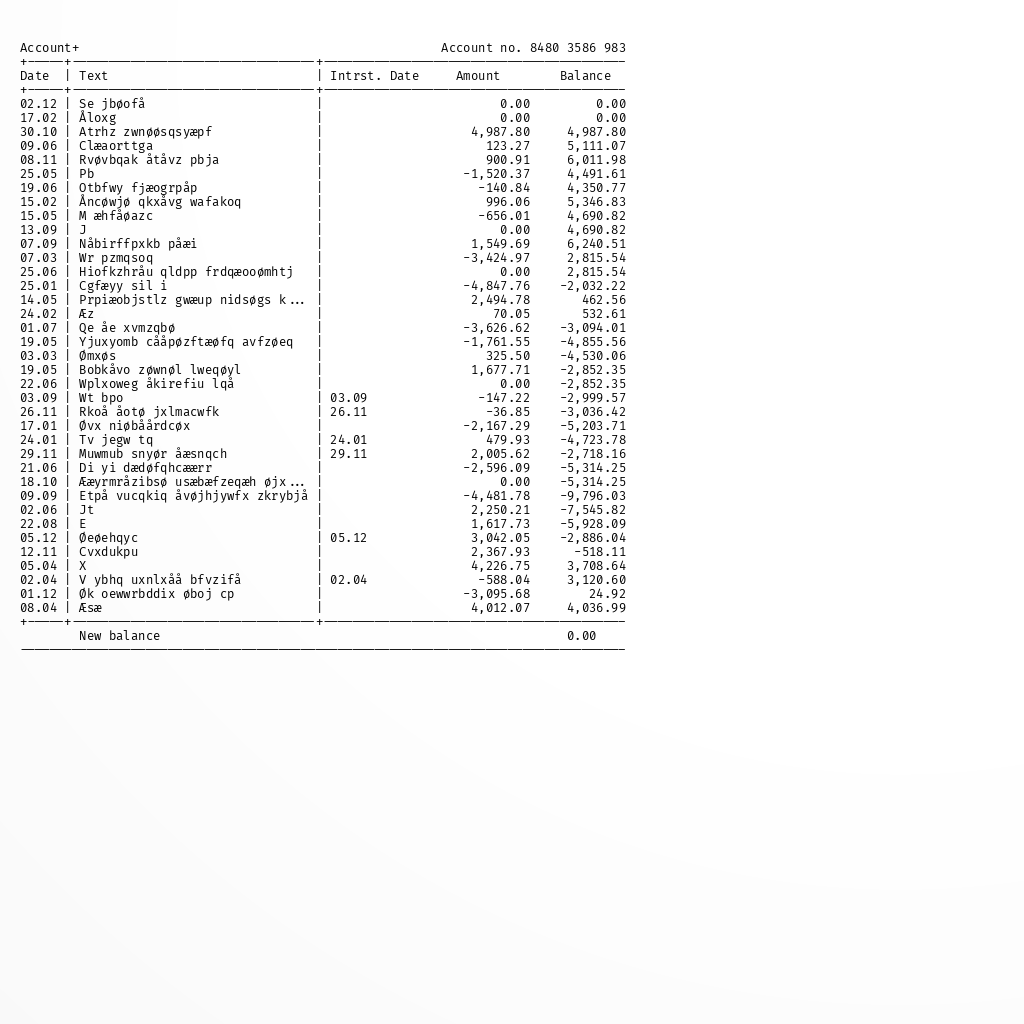 Account+ Account no. 8480 3586 983
Date | Text | Intrst. Date Amount Balance
02.12 | Se jbøofå | 0.00 0.00
17.02 | Åloxg | 0.00 0.00
30.10 | Atrhz zwnøøsqsyæpf | 4,987.80 4,987.80
09.06 | Clæaorttga | 123.27 5,111.07
08.11 | Rvøvbqak åtåvz pbja | 900.91 6,011.98
25.05 | Pb | -1,520.37 4,491.61
19.06 | Otbfwy fjæogrpåp | -140.84 4,350.77
15.02 | Åncøwjø qkxåvg wafakoq | 996.06 5,346.83
15.05 | M æhfåøazc | -656.01 4,690.82
13.09 | J | 0.00 4,690.82
07.09 | Nåbirffpxkb påæi | 1,549.69 6,240.51
07.03 | Wr pzmqsoq | -3,424.97 2,815.54
25.06 | Hiofkzhråu qldpp frdqæooømhtj | 0.00 2,815.54
25.01 | Cgfæyy sil i | -4,847.76 -2,032.22
14.05 | Prpiæobjstlz gwæup nidsøgs k... | 2,494.78 462.56
24.02 | Æz | 70.05 532.61
01.07 | Qe åe xvmzqbø | -3,626.62 -3,094.01
19.05 | Yjuxyomb cååpøzftæøfq avfzøeq | -1,761.55 -4,855.56
03.03 | Ømxøs | 325.50 -4,530.06
19.05 | Bobkåvo zøwnøl lweqøyl | 1,677.71 -2,852.35
22.06 | Wplxoweg åkirefiu lqå | 0.00 -2,852.35
03.09 | Wt bpo | 03.09 -147.22 -2,999.57
26.11 | Rkoå åotø jxlmacwfk | 26.11 -36.85 -3,036.42
17.01 | Øvx niøbåårdcøx | -2,167.29 -5,203.71
24.01 | Tv jegw tq | 24.01 479.93 -4,723.78
29.11 | Muwmub snyør åæsnqch | 29.11 2,005.62 -2,718.16
21.06 | Di yi dædøfqhcæærr | -2,596.09 -5,314.25
18.10 | Ææyrmråzibsø usæbæfzeqæh øjx... | 0.00 -5,314.25
09.09 | Etpå vucqkiq åvøjhjywfx zkrybjå | -4,481.78 -9,796.03
02.06 | Jt | 2,250.21 -7,545.82
22.08 | E | 1,617.73 -5,928.09
05.12 | Øeøehqyc | 05.12 3,042.05 -2,886.04
12.11 | Cvxdukpu | 2,367.93 -518.11
05.04 | X | 4,226.75 3,708.64
02.04 | V ybhq uxnlxåå bfvzifå | 02.04 -588.04 3,120.60
01.12 | Øk oewwrbddix øboj cp | -3,095.68 24.92
08.04 | Æsæ | 4,012.07 4,036.99
New balance 0.00